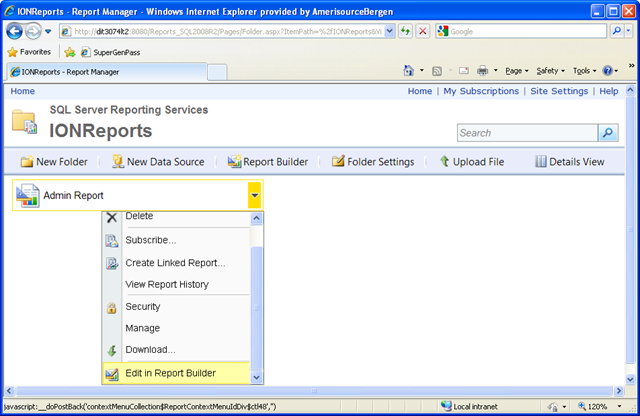 IONReports - Report Manager - Windows Internet Explorer provided by AmerisourceBergen
http://dit3074lt2:8080/Reports_SQL2008R2/Pages/Folder.aspx?ItemPath=%2fIONReports&Vi
Google
Favorites
SuperGenPass
IONReports - Report Manager
Page
Safety
Tools
Home
Home | My Subscriptions | Site Settings | Help
SQL Server Reporting Services
IONReports
Search
New Folder
New Data Source
Report Builder
Folder Settings
Upload File
Details View
Admin Report
Delete
Subscribe...
Create Linked Report...
View Report History
Security
Manage
Download...
Edit in Report Builder
javascript:__doPostBack('contextMenuCollection$ReportContextMenuIdDiv$ctl48','')
Local intranet
120%